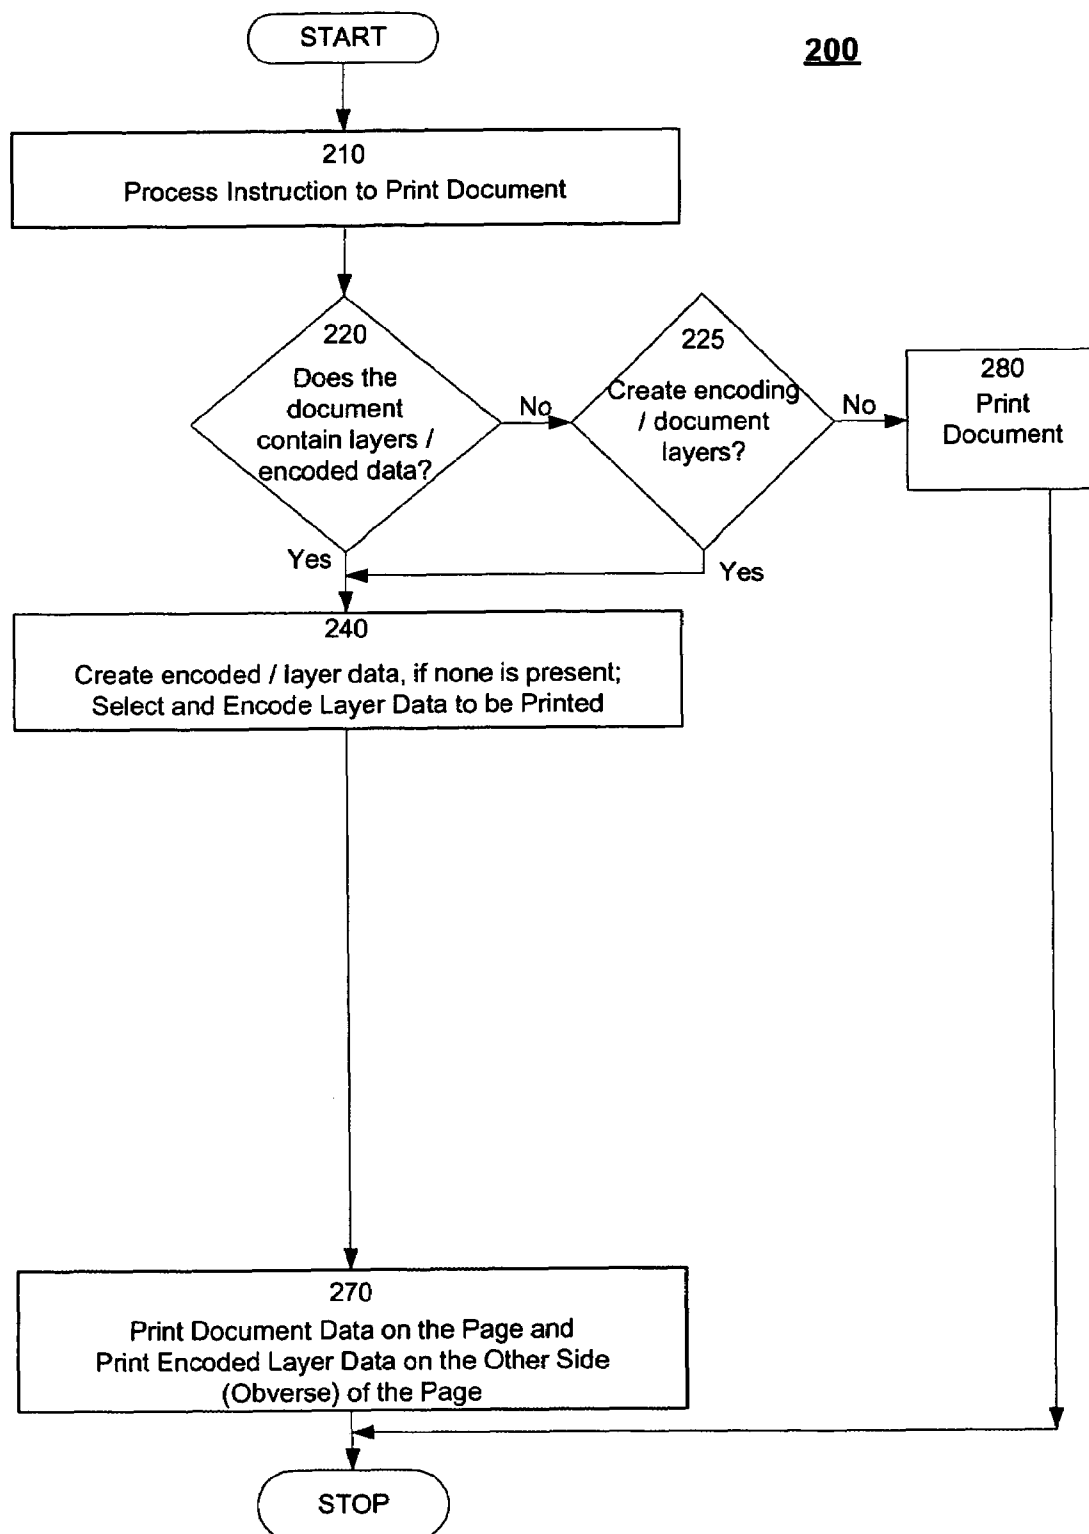 START
200
210
Process Instruction to Print Document
220
Does the
document
contain layers /
encoded data?
No
225
Create encoding
/ document
layers?
No
280
Print
Document
Yes
Yes
240
Create encoded / layer data, if none is present;
Select and Encode Layer Data to be Printed
270
Print Document Data on the Page and
Print Encoded Layer Data on the Other Side
(Obverse) of the Page
STOP